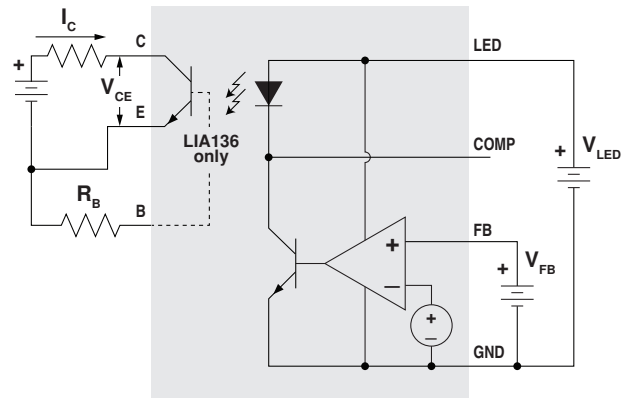 I_C
C
LED
+
V_CE
E
LIA136
only
COMP
+
V_LED
R_B
B
FB
+
+
V_FB
−
+
−
GND